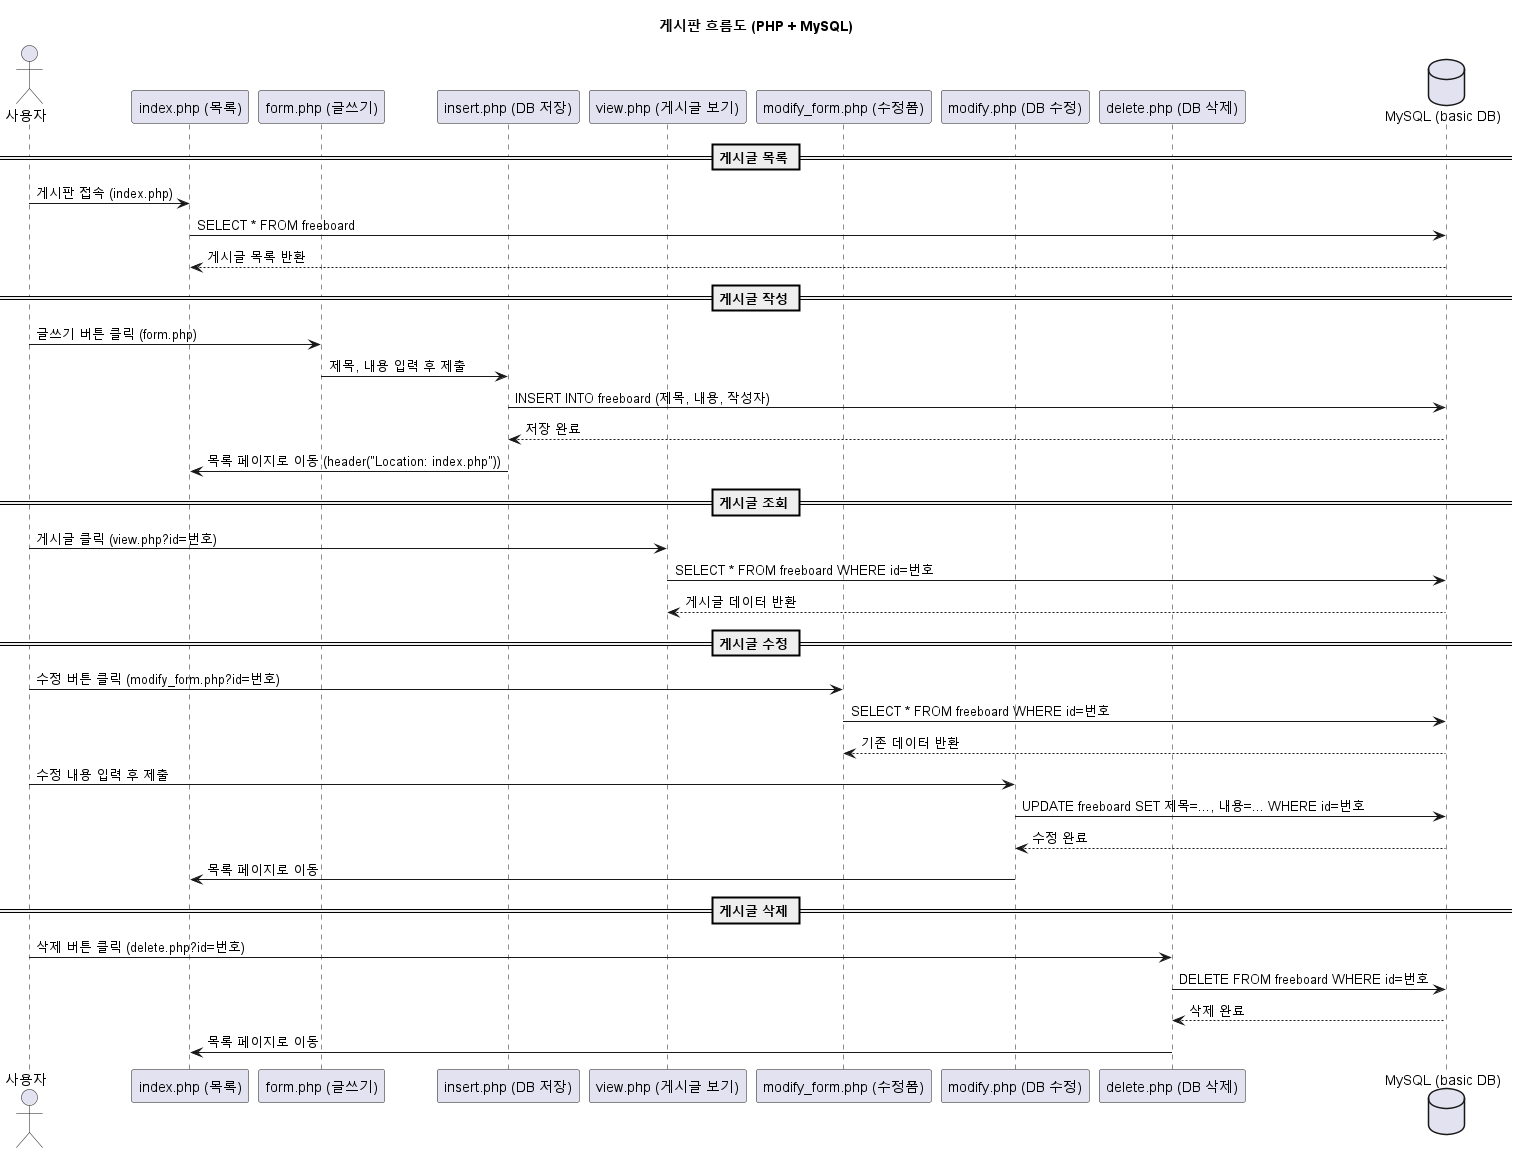 게시판 흐름도 (PHP + MySQL)
사용자
index.php (목록)
form.php (글쓰기)
insert.php (DB 저장)
view.php (게시글 보기)
modify_form.php (수정폼)
modify.php (DB 수정)
delete.php (DB 삭제)
MySQL (basic DB)
게시글 목록
게시판 접속 (index.php)
SELECT * FROM freeboard
게시글 목록 반환
게시글 작성
글쓰기 버튼 클릭 (form.php)
제목, 내용 입력 후 제출
INSERT INTO freeboard (제목, 내용, 작성자)
저장 완료
목록 페이지로 이동 (header("Location: index.php"))
게시글 조회
게시글 클릭 (view.php?id=번호)
SELECT * FROM freeboard WHERE id=번호
게시글 데이터 반환
게시글 수정
수정 버튼 클릭 (modify_form.php?id=번호)
SELECT * FROM freeboard WHERE id=번호
기존 데이터 반환
수정 내용 입력 후 제출
UPDATE freeboard SET 제목=..., 내용=... WHERE id=번호
수정 완료
목록 페이지로 이동
게시글 삭제
삭제 버튼 클릭 (delete.php?id=번호)
DELETE FROM freeboard WHERE id=번호
삭제 완료
목록 페이지로 이동
사용자
index.php (목록)
form.php (글쓰기)
insert.php (DB 저장)
view.php (게시글 보기)
modify_form.php (수정폼)
modify.php (DB 수정)
delete.php (DB 삭제)
MySQL (basic DB)